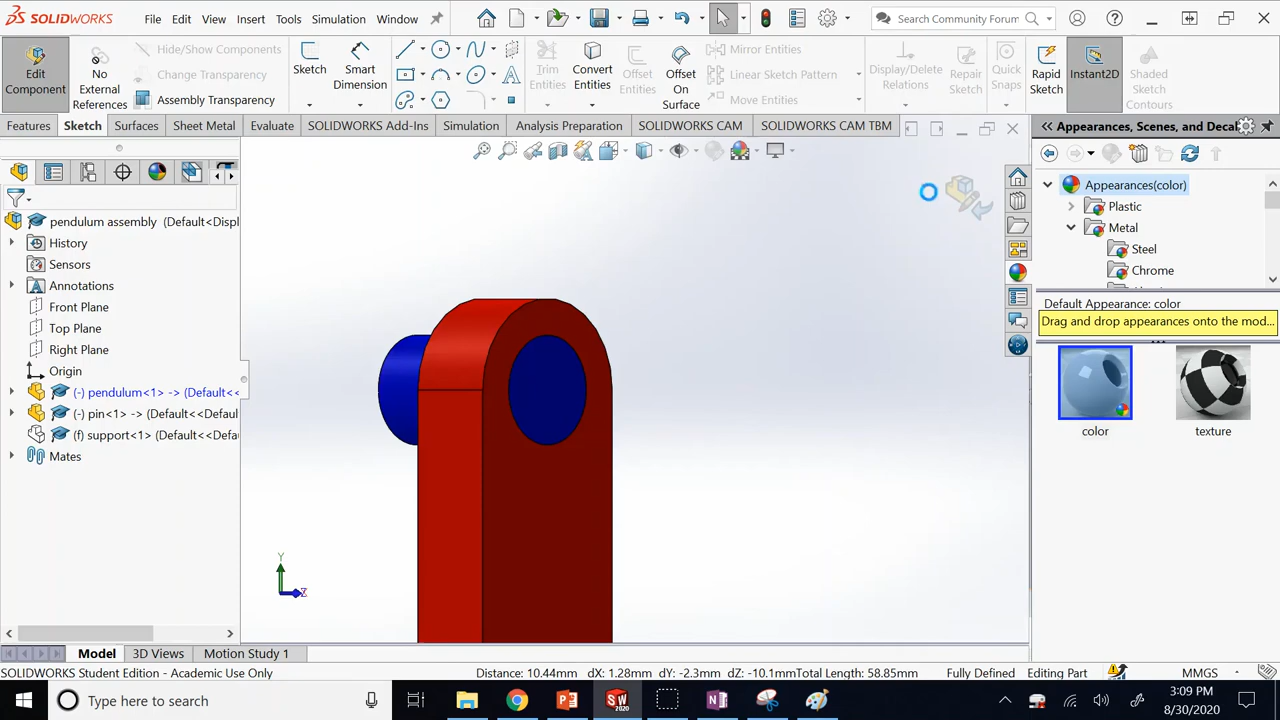 SOLIDWORKS File Edit View Insert Tools Simulation Window Search Community Forum
Edit Component
No External References
Hide/Show Components
Change Transparency
Assembly Transparency
Sketch
Smart Dimension
Trim Entities
Convert Entities
Offset Entities
Offset On Surface
Mirror Entities
Linear Sketch Pattern
Move Entities
Display/Delete Relations
Repair Sketch
Quick Snaps
Rapid Sketch
Instant2D
Shaded Sketch Contours
Features Sketch Surfaces Sheet Metal Evaluate SOLIDWORKS Add-Ins Simulation Analysis Preparation SOLIDWORKS CAM SOLIDWORKS CAM TBM
Appearances, Scenes, and Decal
pendulum assembly (Default<Displ
History
Sensors
Annotations
Front Plane
Top Plane
Right Plane
Origin
(-) pendulum<1> -> (Default<<
(-) pin<1> -> (Default<<Defau
(f) support<1> (Default<<Defau
Mates
Y
Z
Appearances(color)
Plastic
Metal
Steel
Chrome
Default Appearance: color
Drag and drop appearances onto the mod...
color
texture
Model 3D Views Motion Study 1
SOLIDWORKS Student Edition - Academic Use Only Distance: 10.44mm dX: 1.28mm dY: -2.3mm dZ: -10.1mm Total Length: 58.85mm Fully Defined Editing Part MMGS
Type here to search
3:09 PM
8/30/2020